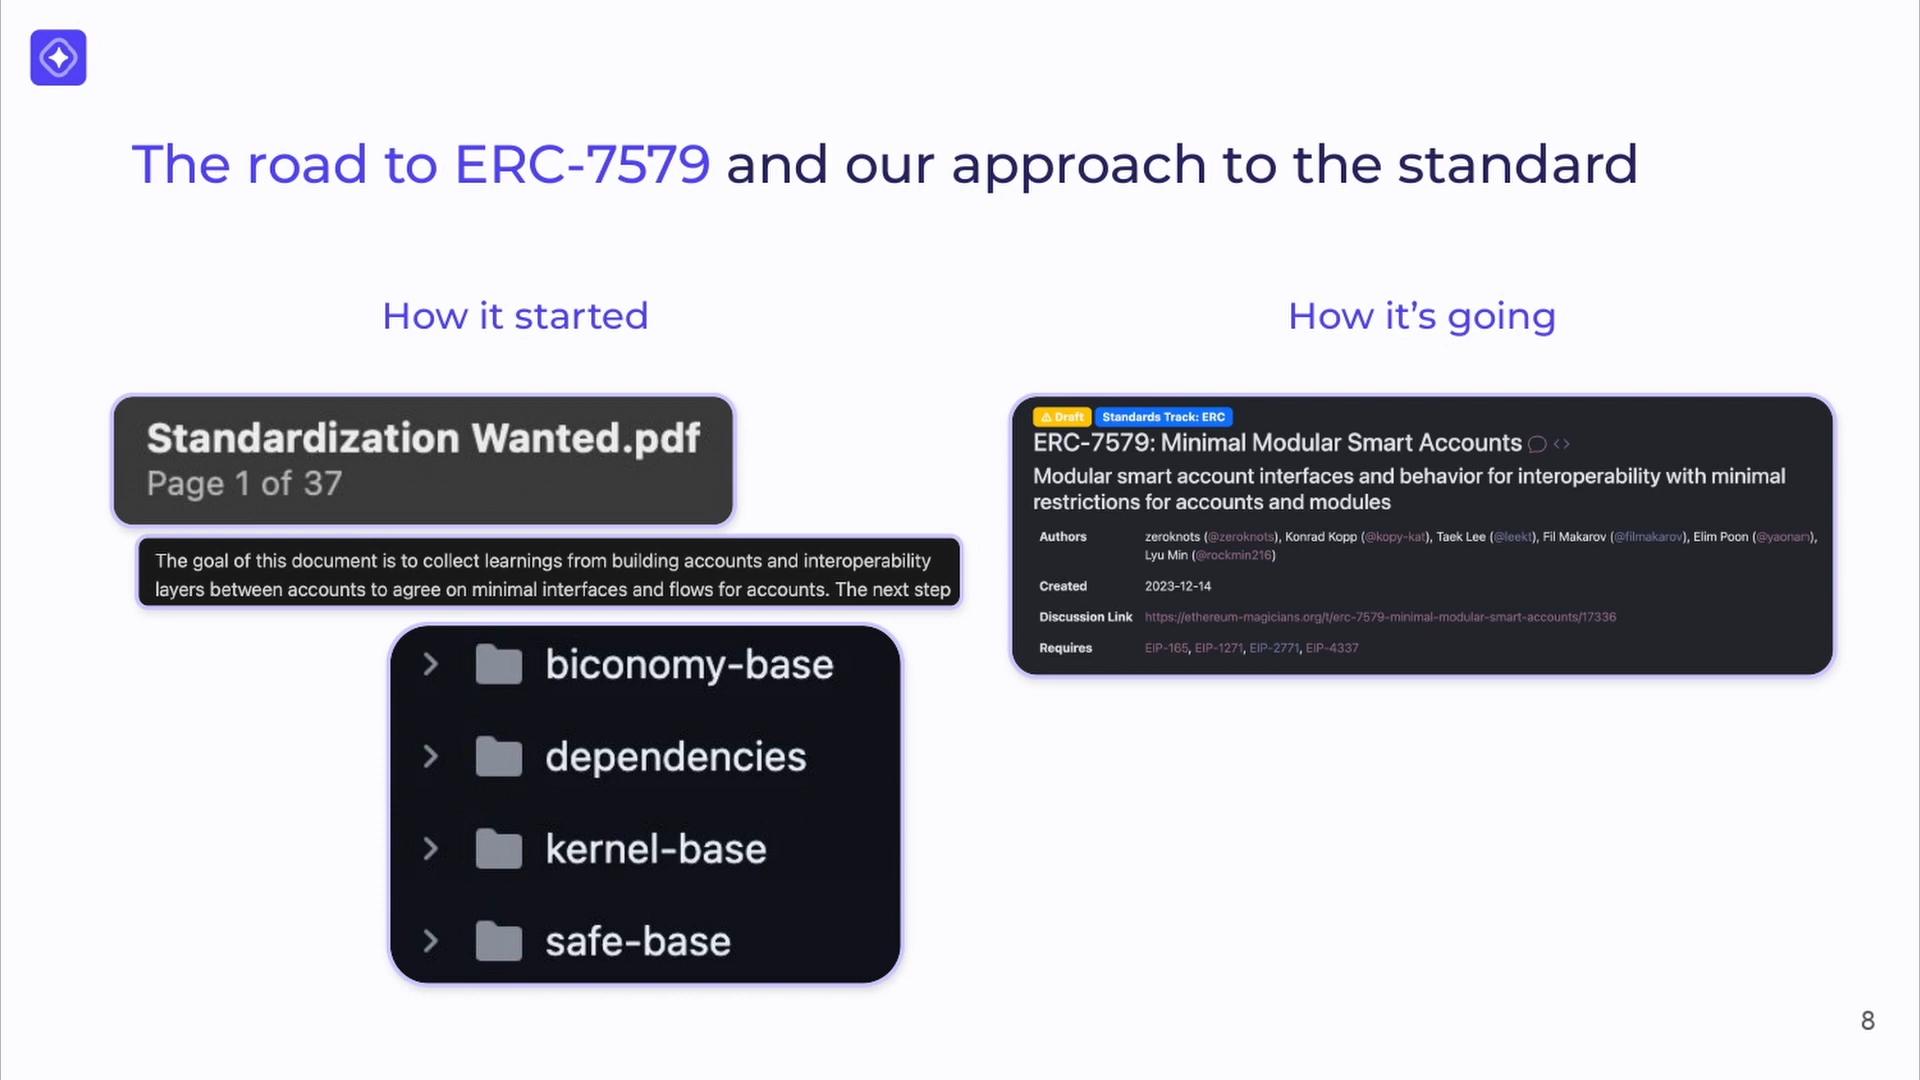 The road to ERC-7579 and our approach to the standard
How it started
Standardization Wanted.pdf
Page 1 of 37
The goal of this document is to collect learnings from building accounts and interoperability
layers between accounts to agree on minimal interfaces and flows for accounts. The next step
biconomy-base
dependencies
kernel-base
safe-base
How it's going
Draft
Standards Track: ERC
ERC-7579: Minimal Modular Smart Accounts
Modular smart account interfaces and behavior for interoperability with minimal
restrictions for accounts and modules
Authors zeroknots (@zeroknots), Konrad Kopp (@kopy-kat), Taek Lee (@leekt), Fil Makarov (@filmakarov), Elim Poon (@yaonam),
Lyu Min (@rockmin216)
Created 2023-12-14
Discussion Link https://ethereum-magicians.org/t/erc-7579-minimal-modular-smart-accounts/17336
Requires EIP-165, EIP-1271, EIP-2771, EIP-4337
8